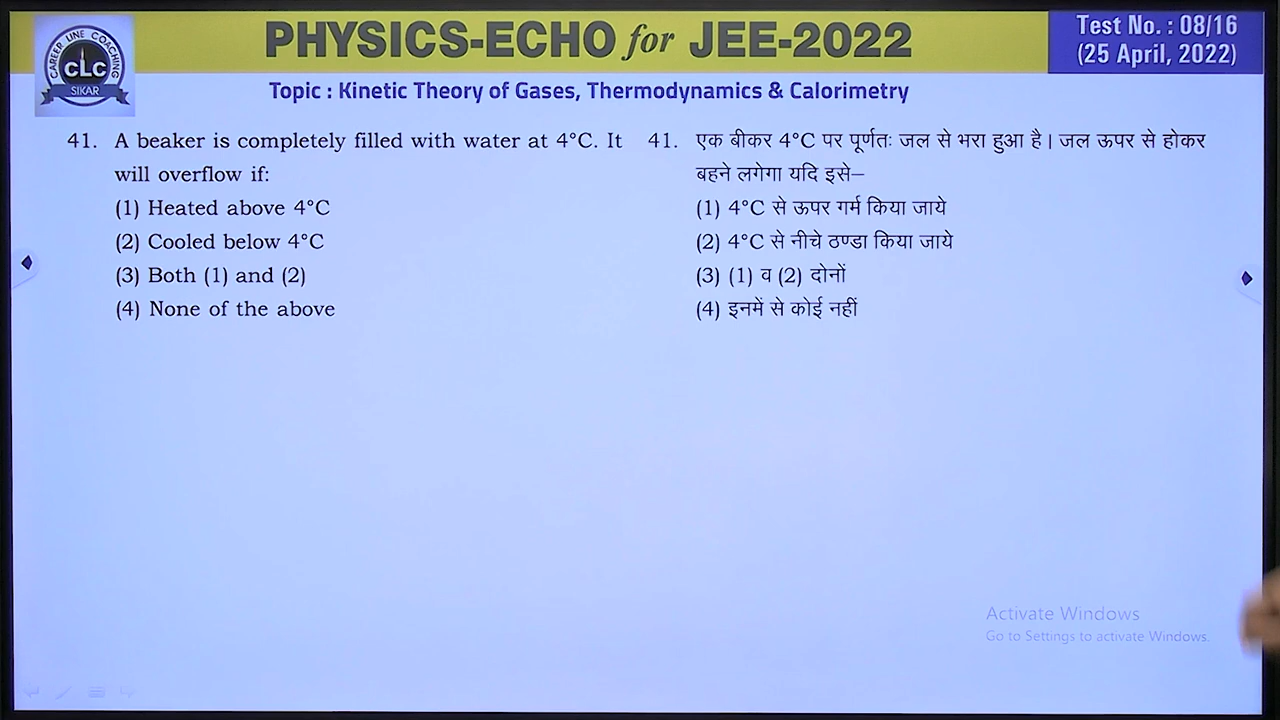 CAREER LINE COACHING
CLC
SIKAR
PHYSICS-ECHO for JEE-2022
Test No. : 08/16
(25 April, 2022)
Topic : Kinetic Theory of Gases, Thermodynamics & Calorimetry
41. A beaker is completely filled with water at 4°C. It
will overflow if:
(1) Heated above 4°C
(2) Cooled below 4°C
(3) Both (1) and (2)
(4) None of the above
41. एक बीकर 4°C पर पूर्णतः जल से भरा हुआ है। जल ऊपर से होकर
बहने लगेगा यदि इसे–
(1) 4°C से ऊपर गर्म किया जाये
(2) 4°C से नीचे ठण्डा किया जाये
(3) (1) व (2) दोनों
(4) इनमें से कोई नहीं
Activate Windows
Go to Settings to activate Windows.